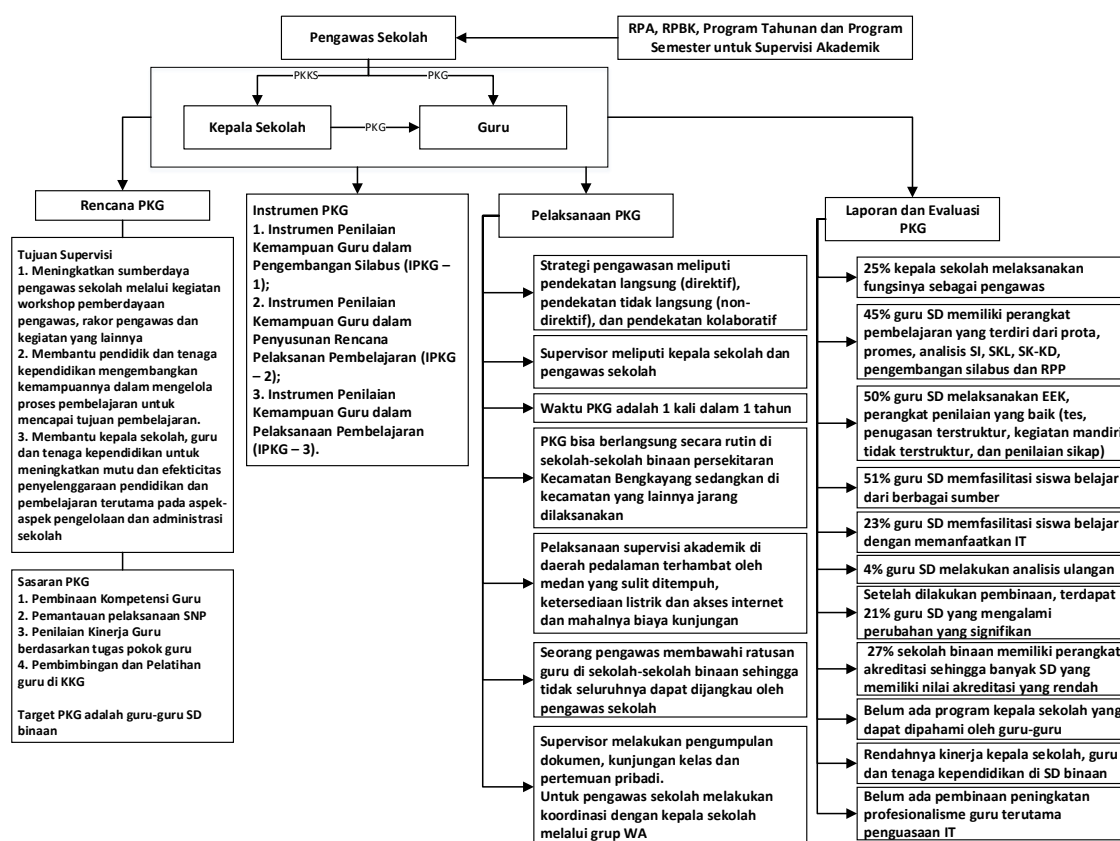 Pengawas Sekolah
RPA, RPBK, Program Tahunan dan Program
Semester untuk Supervisi Akademik
PKKS
PKG
Kepala Sekolah
PKG
Guru
Rencana PKG
Tujuan Supervisi
1. Meningkatkan sumberdaya
pengawas sekolah melalui kegiatan
workshop pemberdayaan
pengawas, rakor pengawas dan
kegiatan yang lainnya
2. Membantu pendidik dan tenaga
kependidikan mengembangkan
kemampuannya dalam mengelola
proses pembelajaran untuk
mencapai tujuan pembelajaran.
3. Membantu kepala sekolah, guru
dan tenaga kependidikan untuk
meningkatkan mutu dan efekticitas
penyelenggaraan pendidikan dan
pembelajaran terutama pada aspek-
aspek pengelolaan dan administrasi
sekolah
Sasaran PKG
1. Pembinaan Kompetensi Guru
2. Pemantauan pelaksanaan SNP
3. Penilaian Kinerja Guru
berdasarkan tugas pokok guru
4. Pembimbingan dan Pelatihan
guru di KKG
Target PKG adalah guru-guru SD
binaan
Instrumen PKG
1. Instrumen Penilaian
Kemampuan Guru dalam
Pengembangan Silabus (IPKG –
1);
2. Instrumen Penilaian
Kemampuan Guru dalam
Penyusunan Rencana
Pelaksanan Pembelajaran (IPKG
– 2);
3. Instrumen Penilaian
Kemampuan Guru dalam
Pelaksanaan Pembelajaran
(IPKG – 3).
Pelaksanaan PKG
Strategi pengawasan meliputi
pendekatan langsung (direktif),
pendekatan tidak langsung (non-
direktif), dan pendekatan kolaboratif
Supervisor meliputi kepala sekolah dan
pengawas sekolah
Waktu PKG adalah 1 kali dalam 1 tahun
PKG bisa berlangsung secara rutin di
sekolah-sekolah binaan persekitaran
Kecamatan Bengkayang sedangkan di
kecamatan yang lainnya jarang
dilaksanakan
Pelaksanaan supervisi akademik di
daerah pedalaman terhambat oleh
medan yang sulit ditempuh,
ketersediaan listrik dan akses internet
dan mahalnya biaya kunjungan
Seorang pengawas membawahi ratusan
guru di sekolah-sekolah binaan sehingga
tidak seluruhnya dapat dijangkau oleh
pengawas sekolah
Supervisor melakukan pengumpulan
dokumen, kunjungan kelas dan
pertemuan pribadi.
Untuk pengawas sekolah melakukan
koordinasi dengan kepala sekolah
melalui grup WA
Laporan dan Evaluasi
PKG
25% kepala sekolah melaksanakan
fungsinya sebagai pengawas
45% guru SD memiliki perangkat
pembelajaran yang terdiri dari prota,
promes, analisis SI, SKL, SK-KD,
pengembangan silabus dan RPP
50% guru SD melaksanakan EEK,
perangkat penilaian yang baik (tes,
penugasan terstruktur, kegiatan mandiri
tidak terstruktur, dan penilaian sikap)
51% guru SD memfasilitasi siswa belajar
dari berbagai sumber
23% guru SD memfasilitasi siswa belajar
dengan memanfaatkan IT
4% guru SD melakukan analisis ulangan
Setelah dilakukan pembinaan, terdapat
21% guru SD yang mengalami
perubahan yang signifikan
27% sekolah binaan memiliki perangkat
akreditasi sehingga banyak SD yang
memiliki nilai akreditasi yang rendah
Belum ada program kepala sekolah yang
dapat dipahami oleh guru-guru
Rendahnya kinerja kepala sekolah, guru
dan tenaga kependidikan di SD binaan
Belum ada pembinaan peningkatan
profesionalisme guru terutama
penguasaan IT